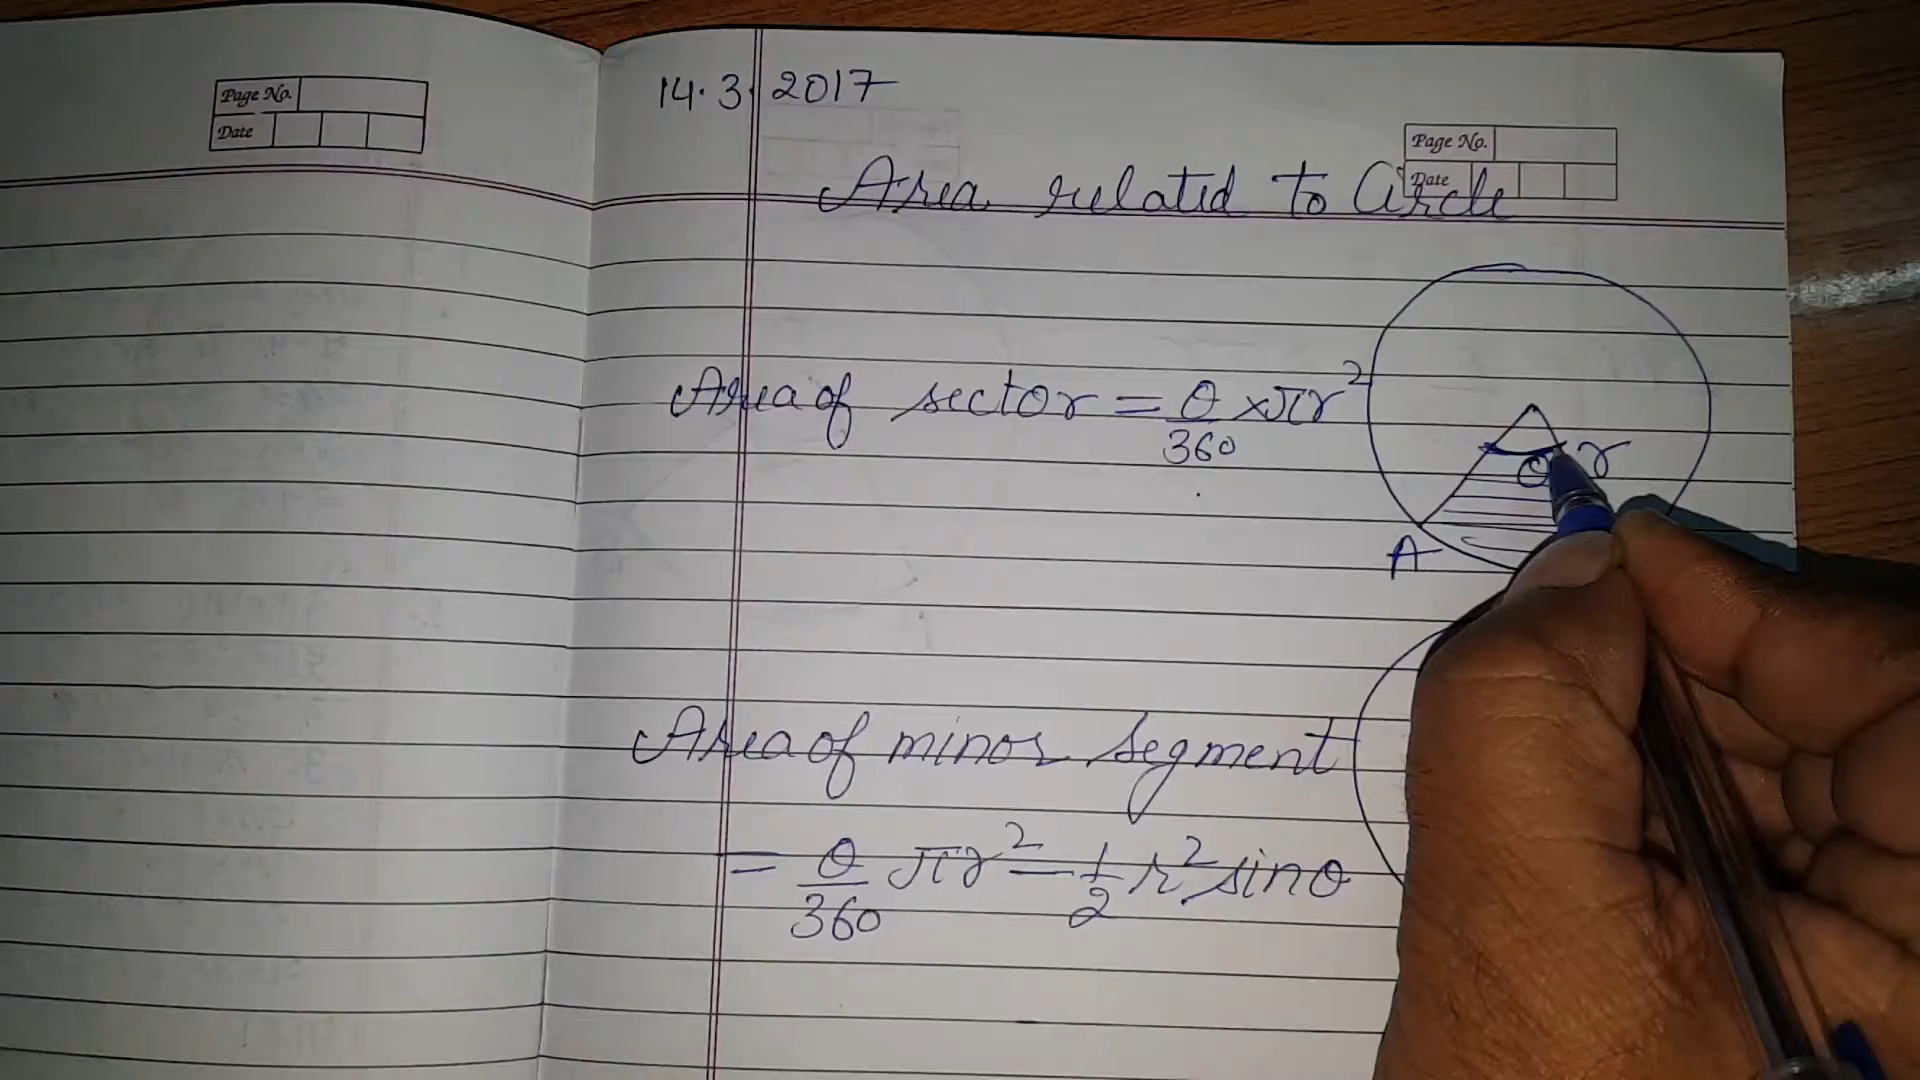 Page No.
Date
14.3.2017
Page No.
Date
Area related to Circle
Area of sector = θ/360 × πr²
θ r
A
Area of minor segment
= θ/360 πr² - 1/2 r² sinθ